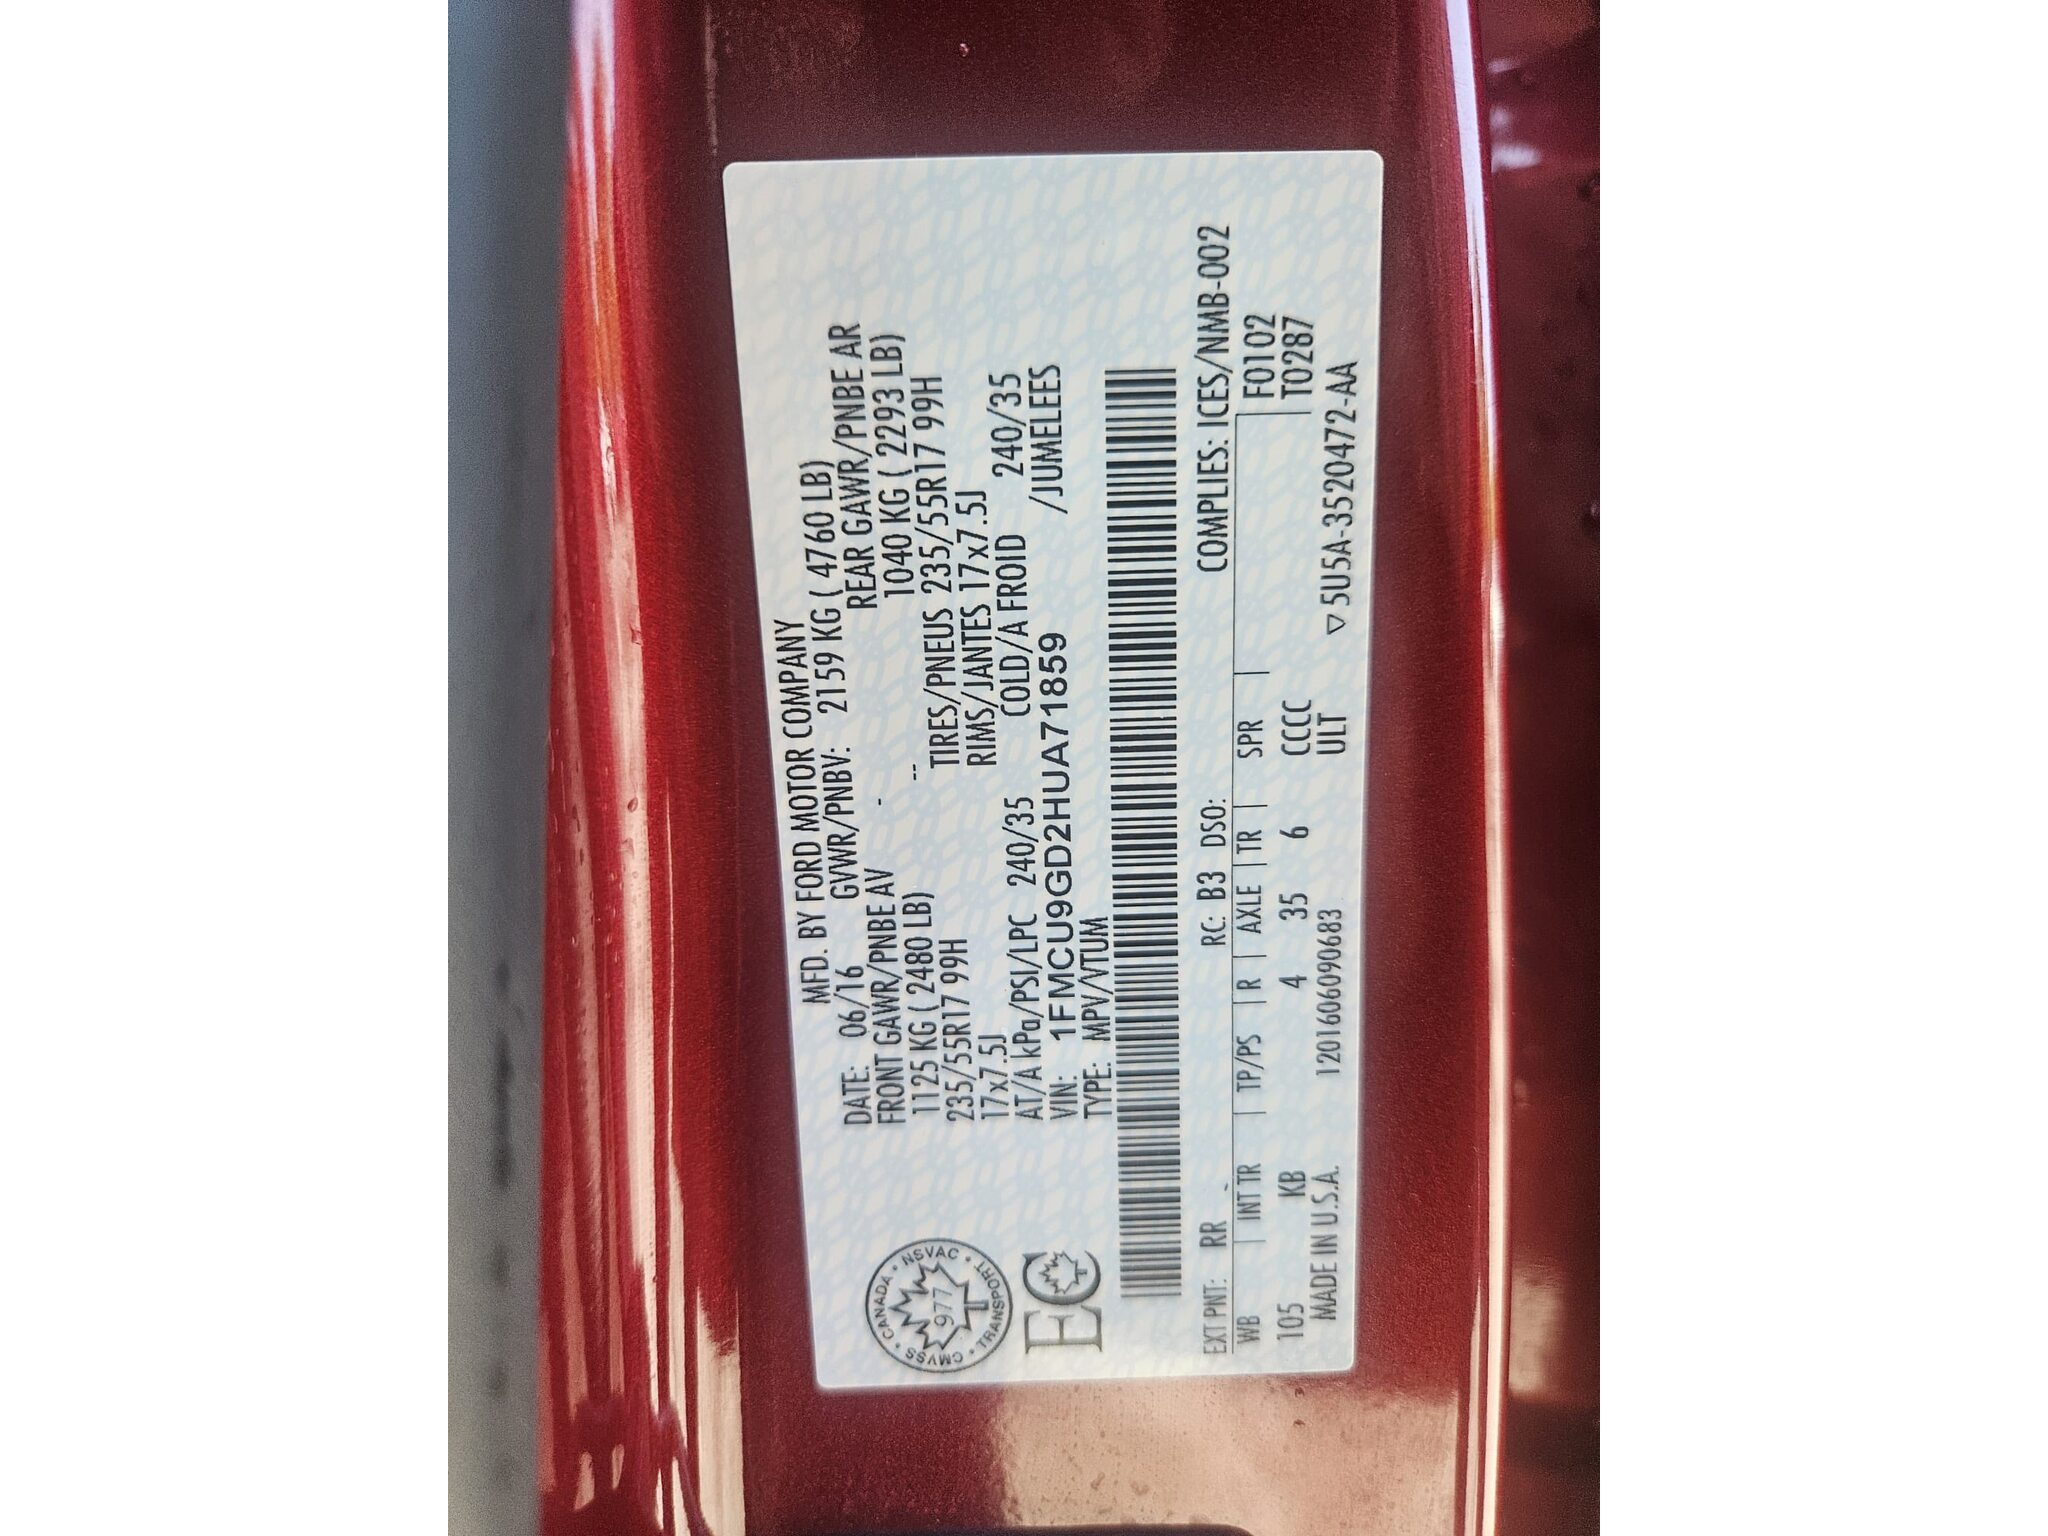 MFD. BY FORD MOTOR COMPANY
DATE: 06/16 GVWR/PNBV: 2159 KG ( 4760 LB)
FRONT GAWR/PNBE AV - REAR GAWR/PNBE AR
1125 KG ( 2480 LB) -- 1040 KG ( 2293 LB)
235/55R17 99H TIRES/PNEUS 235/55R17 99H
17x7.5J RIMS/JANTES 17x7.5J
AT/A kPa/PSI/LPC 240/35 COLD/A FROID 240/35
VIN: 1FMCU9GD2HUA71859 /JUMELEES
TYPE: MPV/VTUM
CANADA • NSVAC • TRANSPORT • CMVSS •
977
EC
COMPLIES: ICES/NMB-002
EXT PNT: RR - RC: B3 DSO: F0102
WB | INT TR | TP/PS | R | AXLE | TR | SPR | T0287
105 KB 4 35 6 CCCC
ULT
MADE IN U.S.A. 12016060090683 ▽5U5A-3520472-AA